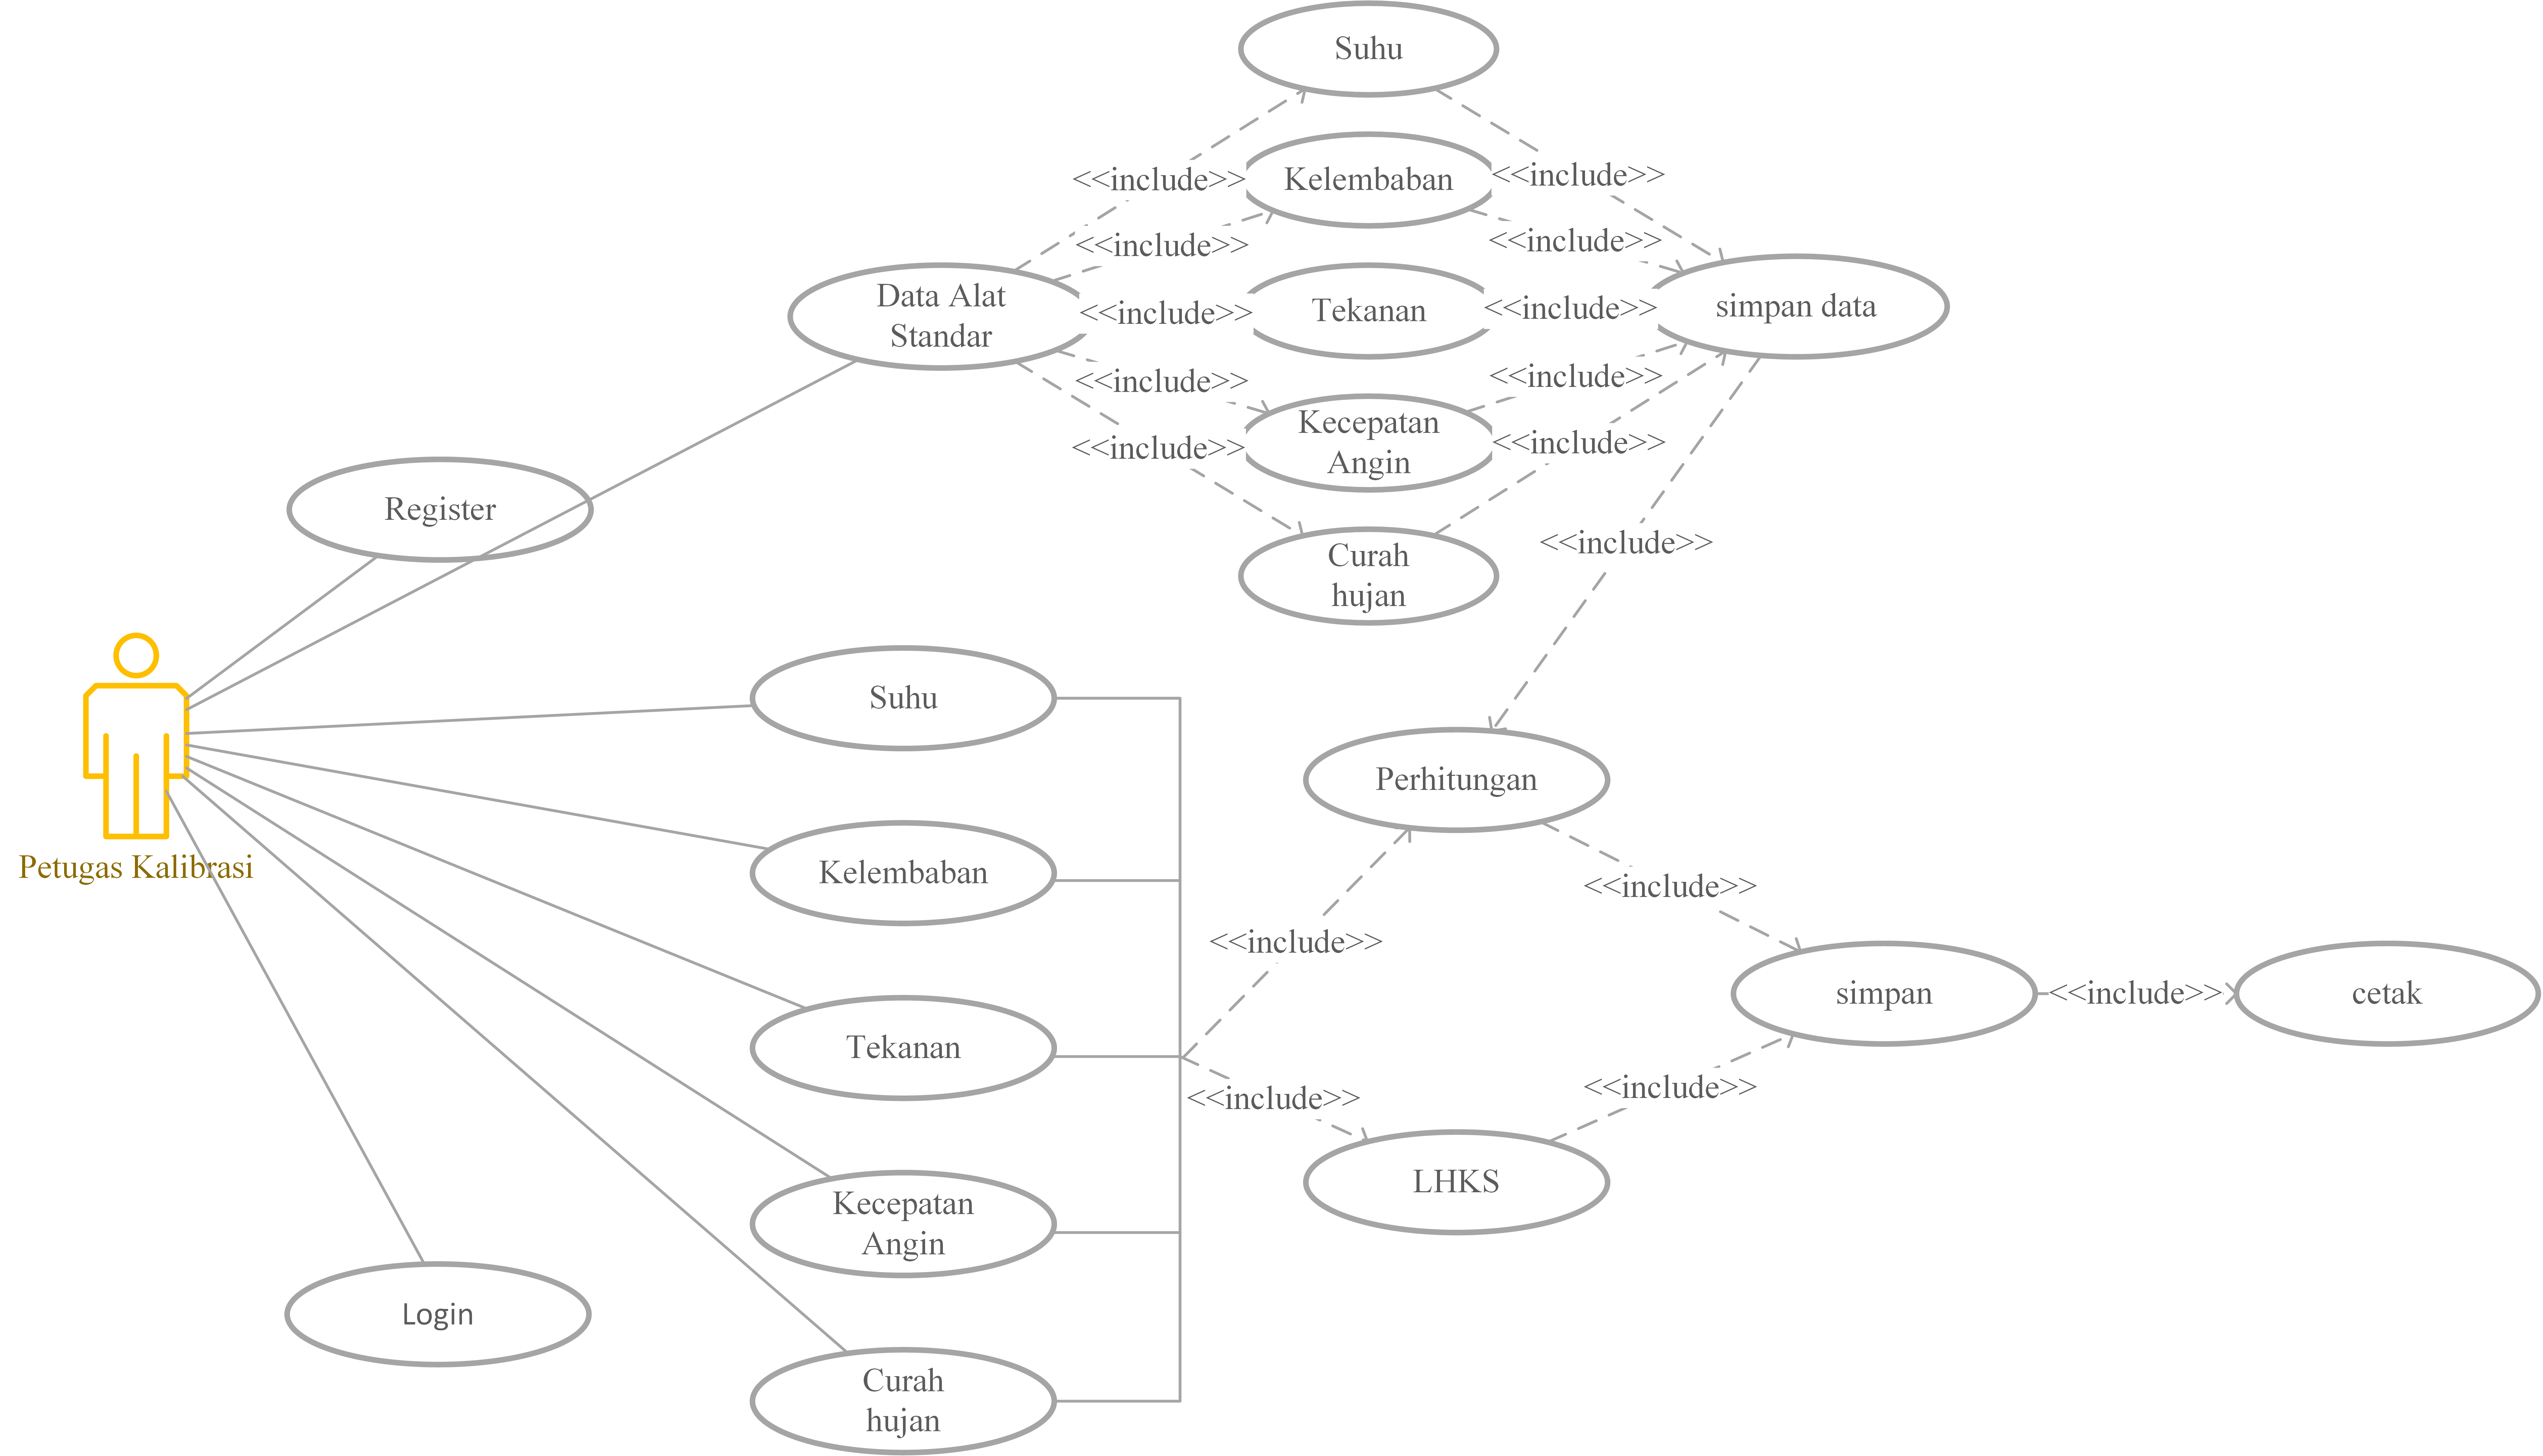 Suhu
<<include>>
Kelembaban
<<include>>
<<include>>
<<include>>
Data Alat
Standar
<<include>>
Tekanan
<<include>>
simpan data
<<include>>
<<include>>
Kecepatan
Angin
<<include>>
<<include>>
Register
<<include>>
Curah
hujan
Suhu
Perhitungan
Petugas Kalibrasi
Kelembaban
<<include>>
<<include>>
simpan
<<include>>
cetak
Tekanan
<<include>>
<<include>>
LHKS
Kecepatan
Angin
Login
Curah
hujan